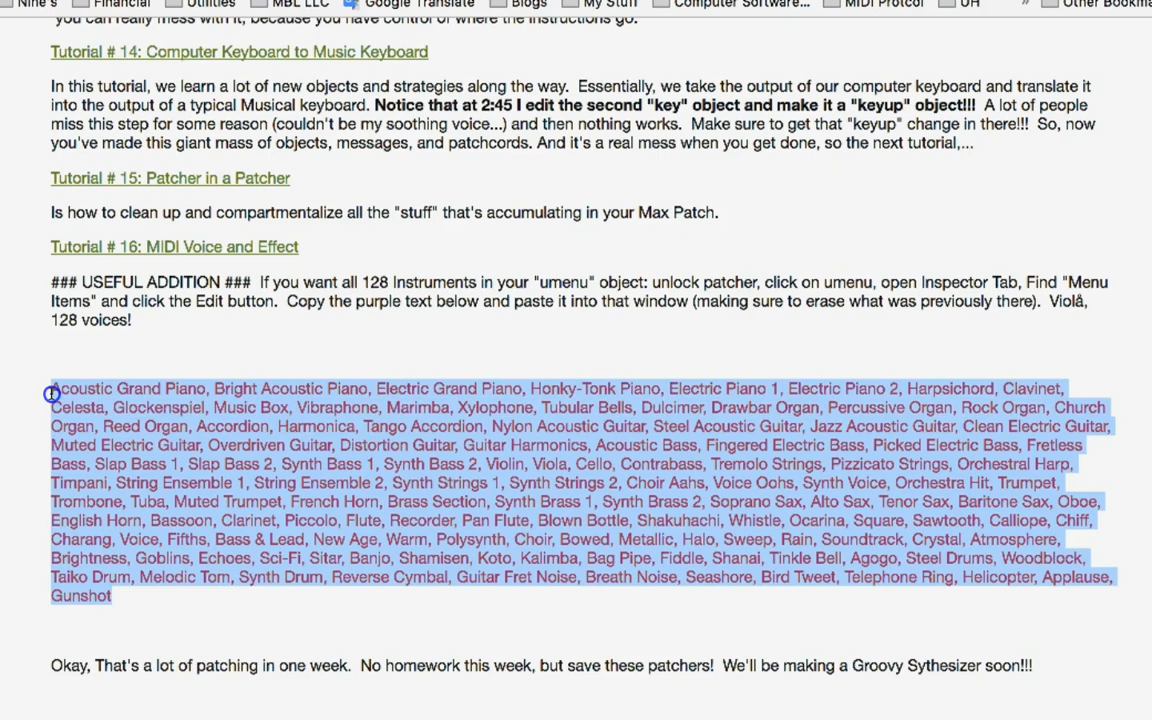 Nine's Financial Utilities MBL LLC Google Translate Blogs My Stuff Computer Software... MIDI Protcol UH » Other Bookma
you can really mess with it, because you have control of where the instructions go.
Tutorial # 14: Computer Keyboard to Music Keyboard
In this tutorial, we learn a lot of new objects and strategies along the way.  Essentially, we take the output of our computer keyboard and translate it
into the output of a typical Musical keyboard. Notice that at 2:45 I edit the second "key" object and make it a "keyup" object!!!  A lot of people
miss this step for some reason (couldn't be my soothing voice...) and then nothing works.  Make sure to get that "keyup" change in there!!!  So, now
you've made this giant mass of objects, messages, and patchcords. And it's a real mess when you get done, so the next tutorial,...
Tutorial # 15: Patcher in a Patcher
Is how to clean up and compartmentalize all the "stuff" that's accumulating in your Max Patch.
Tutorial # 16: MIDI Voice and Effect
### USEFUL ADDITION ###  If you want all 128 Instruments in your "umenu" object: unlock patcher, click on umenu, open Inspector Tab, Find "Menu
Items" and click the Edit button.  Copy the purple text below and paste it into that window (making sure to erase what was previously there).  Violå,
128 voices!
Acoustic Grand Piano, Bright Acoustic Piano, Electric Grand Piano, Honky-Tonk Piano, Electric Piano 1, Electric Piano 2, Harpsichord, Clavinet,
Celesta, Glockenspiel, Music Box, Vibraphone, Marimba, Xylophone, Tubular Bells, Dulcimer, Drawbar Organ, Percussive Organ, Rock Organ, Church
Organ, Reed Organ, Accordion, Harmonica, Tango Accordion, Nylon Acoustic Guitar, Steel Acoustic Guitar, Jazz Acoustic Guitar, Clean Electric Guitar,
Muted Electric Guitar, Overdriven Guitar, Distortion Guitar, Guitar Harmonics, Acoustic Bass, Fingered Electric Bass, Picked Electric Bass, Fretless
Bass, Slap Bass 1, Slap Bass 2, Synth Bass 1, Synth Bass 2, Violin, Viola, Cello, Contrabass, Tremolo Strings, Pizzicato Strings, Orchestral Harp,
Timpani, String Ensemble 1, String Ensemble 2, Synth Strings 1, Synth Strings 2, Choir Aahs, Voice Oohs, Synth Voice, Orchestra Hit, Trumpet,
Trombone, Tuba, Muted Trumpet, French Horn, Brass Section, Synth Brass 1, Synth Brass 2, Soprano Sax, Alto Sax, Tenor Sax, Baritone Sax, Oboe,
English Horn, Bassoon, Clarinet, Piccolo, Flute, Recorder, Pan Flute, Blown Bottle, Shakuhachi, Whistle, Ocarina, Square, Sawtooth, Calliope, Chiff,
Charang, Voice, Fifths, Bass & Lead, New Age, Warm, Polysynth, Choir, Bowed, Metallic, Halo, Sweep, Rain, Soundtrack, Crystal, Atmosphere,
Brightness, Goblins, Echoes, Sci-Fi, Sitar, Banjo, Shamisen, Koto, Kalimba, Bag Pipe, Fiddle, Shanai, Tinkle Bell, Agogo, Steel Drums, Woodblock,
Taiko Drum, Melodic Tom, Synth Drum, Reverse Cymbal, Guitar Fret Noise, Breath Noise, Seashore, Bird Tweet, Telephone Ring, Helicopter, Applause,
Gunshot
Okay, That's a lot of patching in one week.  No homework this week, but save these patchers!  We'll be making a Groovy Sythesizer soon!!!